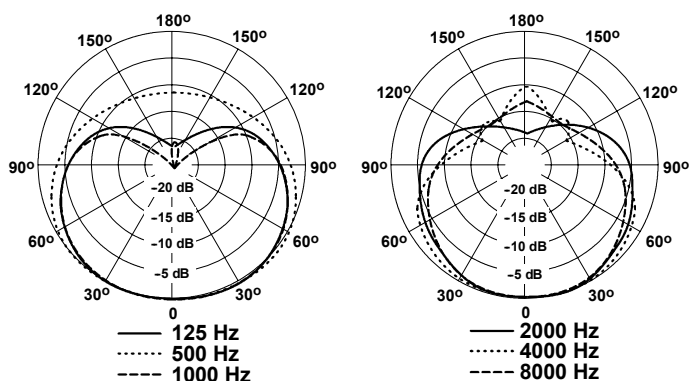 180°
150° 150°
120° 120°
90° 90°
60° 60°
30° 30°
0
–20 dB
–15 dB
–10 dB
–5 dB
125 Hz
500 Hz
1000 Hz
180°
150° 150°
120° 120°
90° 90°
60° 60°
30° 30°
0
–20 dB
–15 dB
–10 dB
–5 dB
2000 Hz
4000 Hz
8000 Hz